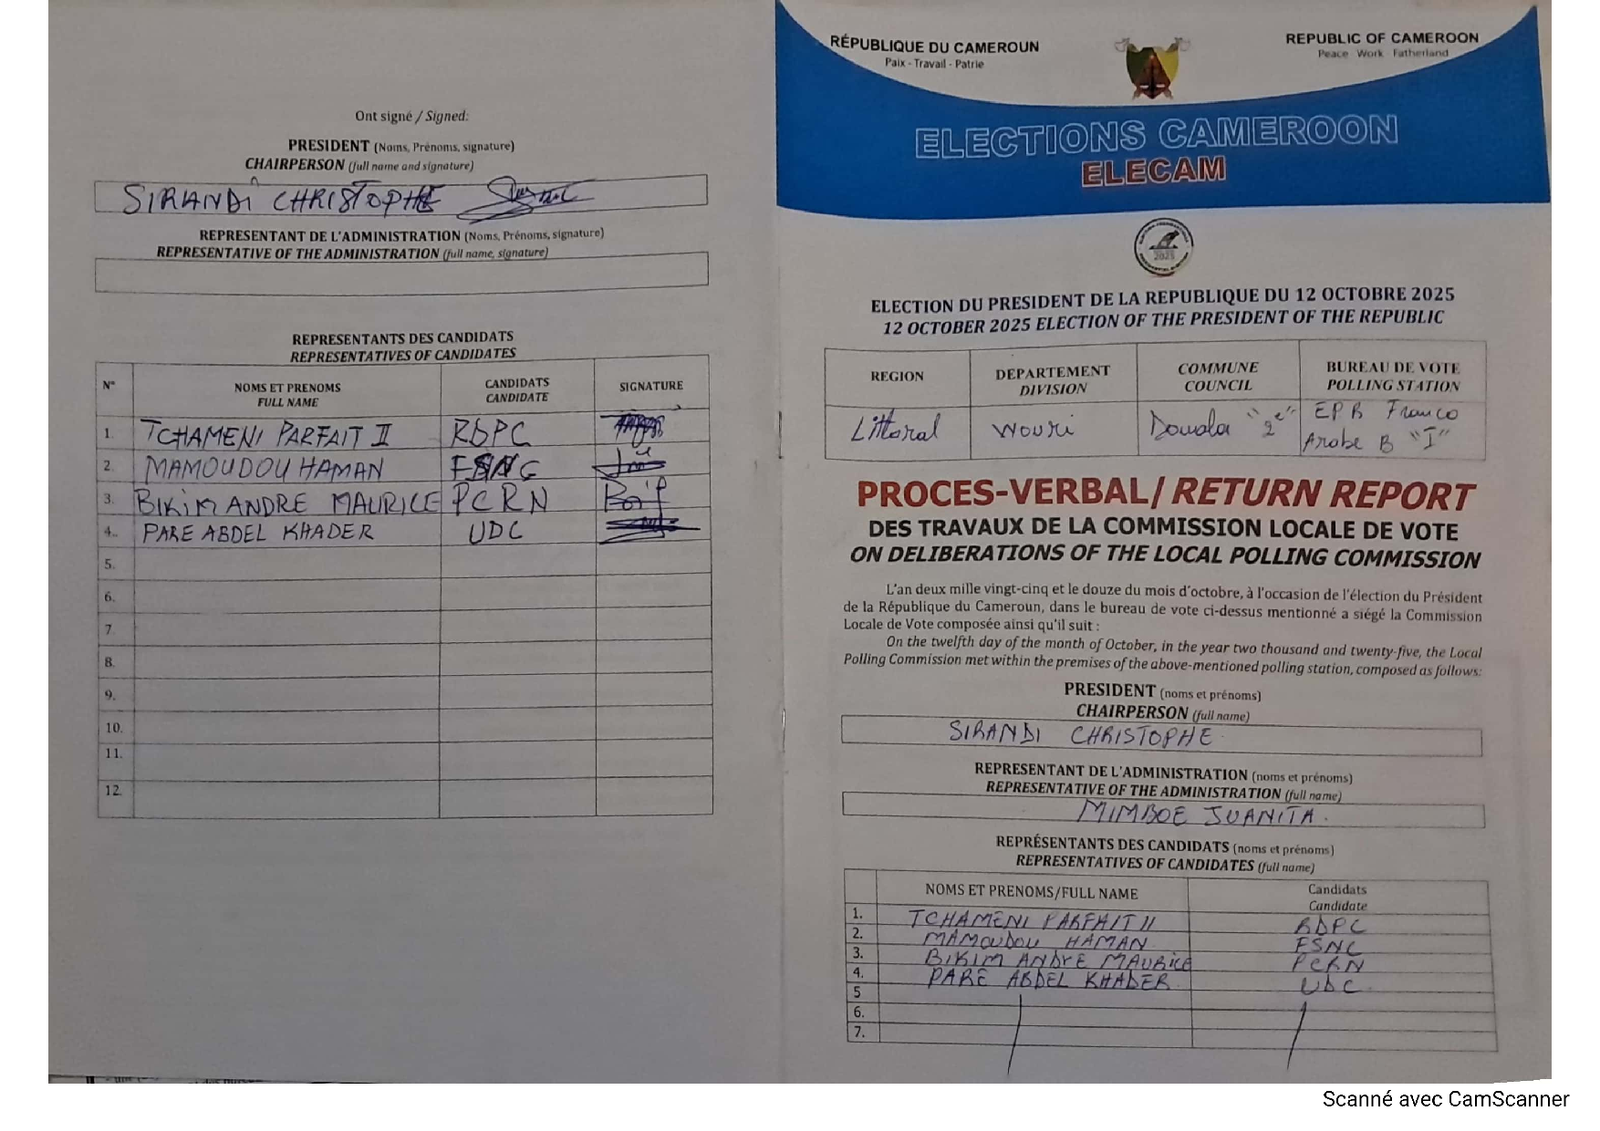 Ont signé / Signed:
PRESIDENT (Noms, Prénoms, signature)
CHAIRPERSON (full name and signature)
SIRANDI CHRISTOPHE
REPRESENTANT DE L'ADMINISTRATION (Noms, Prénoms, signature)
REPRESENTATIVE OF THE ADMINISTRATION (full name, signature)
REPRESENTANTS DES CANDIDATS
REPRESENTATIVES OF CANDIDATES
N° NOMS ET PRENOMS FULL NAME CANDIDATS CANDIDATE SIGNATURE
1. TCHAMENI PARFAIT II RDPC
2. MAMOUDOU HAMAN FSNC
3. BIKIM ANDRE MAURICE PCRN
4. PARE ABDEL KHADER UDC
5.
6.
7.
8.
9.
10.
11.
12.
RÉPUBLIQUE DU CAMEROUN
Paix - Travail - Patrie
REPUBLIC OF CAMEROON
Peace Work Fatherland
ELECTIONS CAMEROON
ELECAM
2025
ELECTION DU PRESIDENT DE LA REPUBLIQUE DU 12 OCTOBRE 2025
12 OCTOBER 2025 ELECTION OF THE PRESIDENT OF THE REPUBLIC
REGION DEPARTEMENT DIVISION COMMUNE COUNCIL BUREAU DE VOTE POLLING STATION
Littoral Wouri Douala "2e" EPB Franco
Arabe B "I"
PROCES-VERBAL/ RETURN REPORT
DES TRAVAUX DE LA COMMISSION LOCALE DE VOTE
ON DELIBERATIONS OF THE LOCAL POLLING COMMISSION
L'an deux mille vingt-cinq et le douze du mois d'octobre, à l'occasion de l'élection du Président
de la République du Cameroun, dans le bureau de vote ci-dessus mentionné a siégé la Commission
Locale de Vote composée ainsi qu'il suit :
On the twelfth day of the month of October, in the year two thousand and twenty-five, the Local
Polling Commission met within the premises of the above-mentioned polling station, composed as follows:
PRESIDENT (noms et prénoms)
CHAIRPERSON (full name)
SIRANDI CHRISTOPHE
REPRESENTANT DE L'ADMINISTRATION (noms et prénoms)
REPRESENTATIVE OF THE ADMINISTRATION (full name)
MIMBOE JUANITA.
REPRÉSENTANTS DES CANDIDATS (noms et prénoms)
REPRESENTATIVES OF CANDIDATES (full name)
NOMS ET PRENOMS/FULL NAME Candidats
Candidate
1. TCHAMENI PARFAIT II RDPC
2. MAMOUDOU HAMAN FSNC
3. BIKIM ANDRE MAURICE PCRN
4. PARE ABDEL KHADER UDC
5
6.
7.
Scanné avec CamScanner